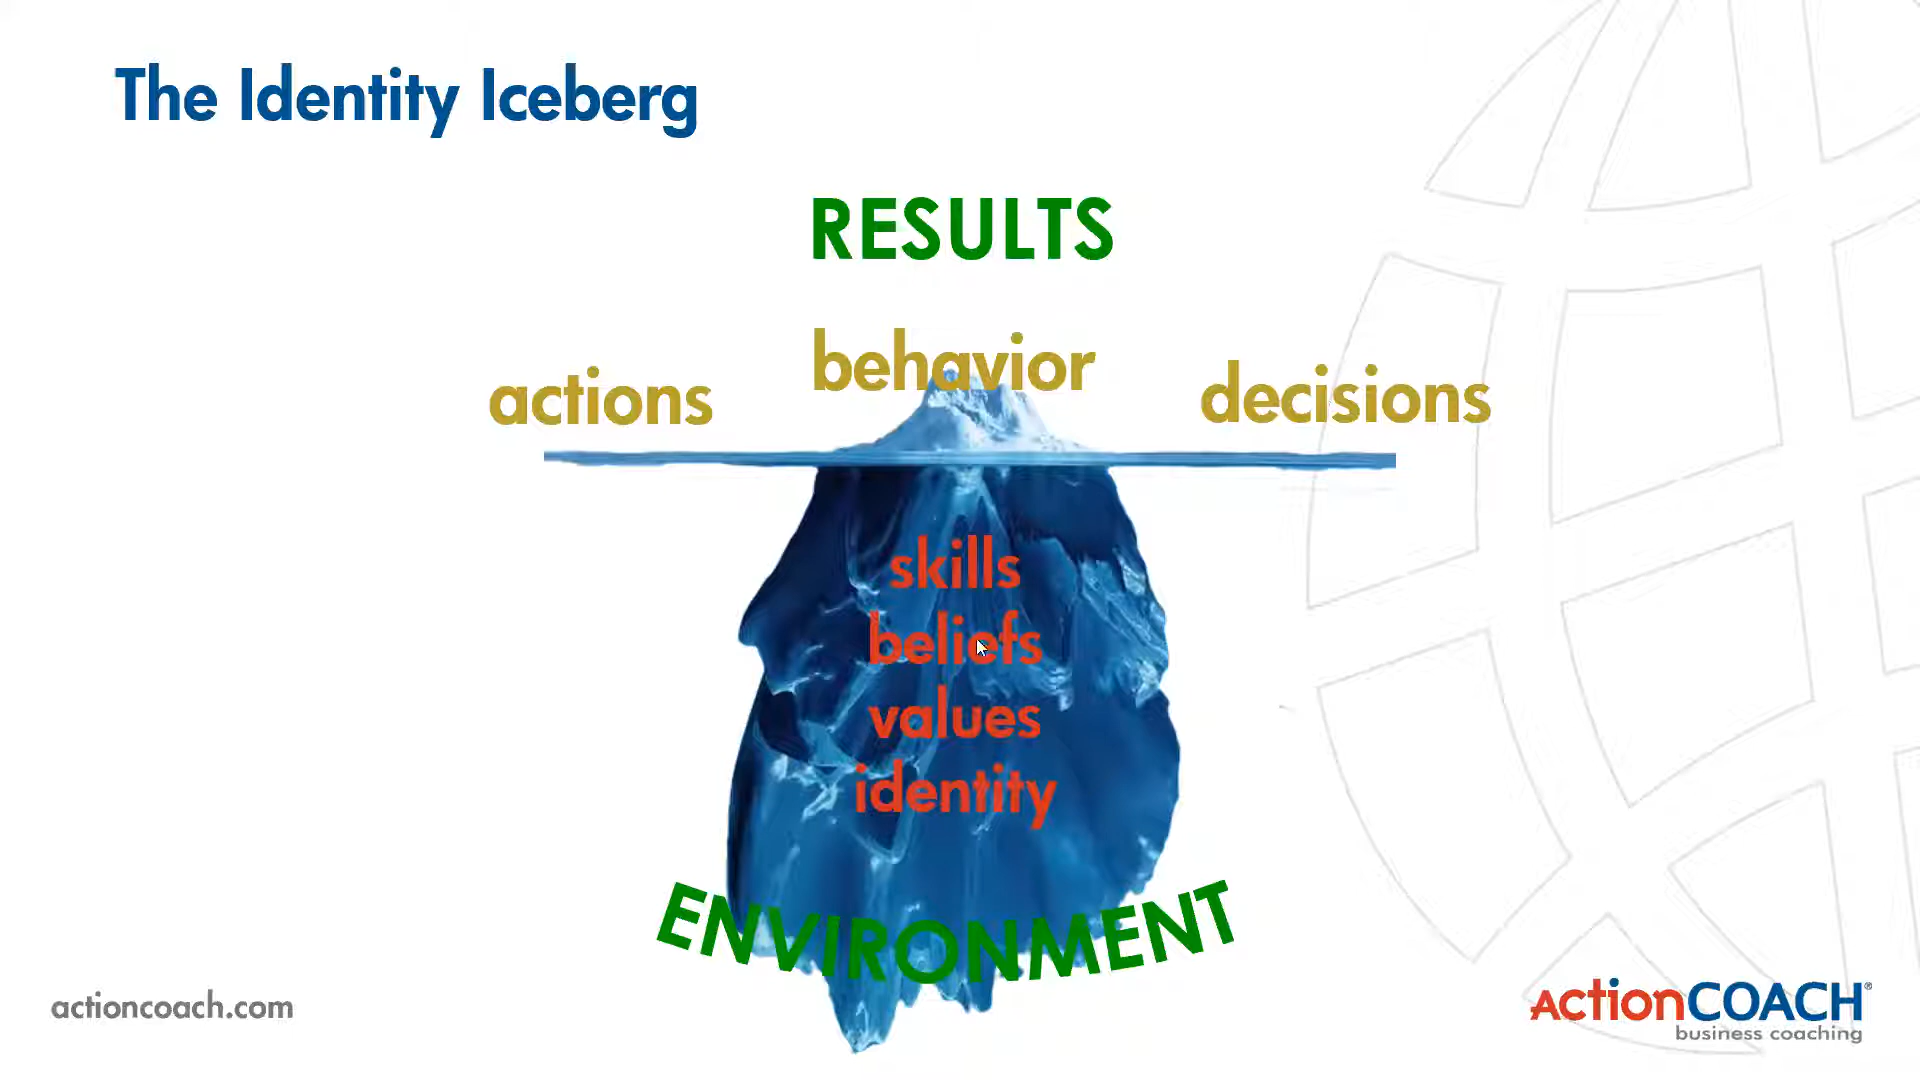 The Identity Iceberg
RESULTS
behavior
actions decisions
skills
beliefs
values
identity
ENVIRONMENT
actioncoach.com
ActionCOACH®
business coaching